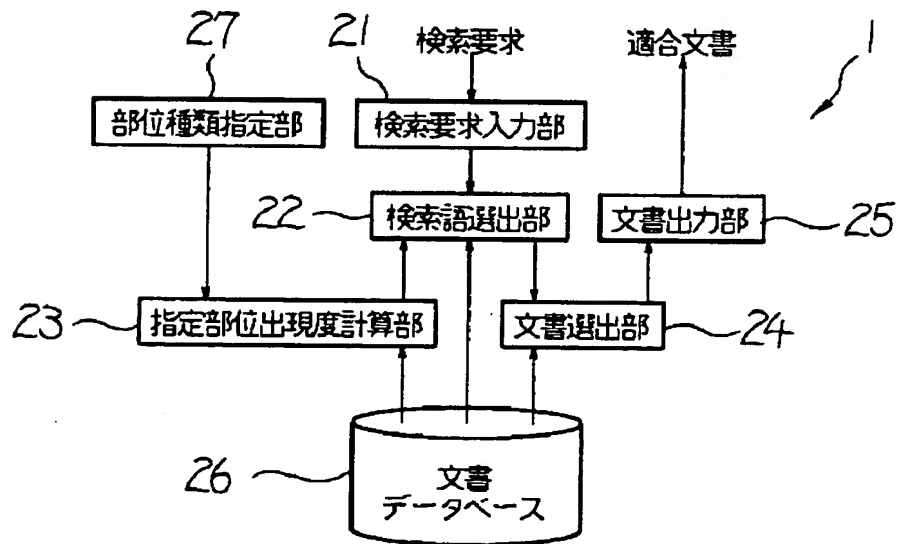 27
21
検索要求
適合文書
1
部位種類指定部
検索要求入力部
22
検索語選出部
文書出力部
25
23
指定部位出現度計算部
文書選出部
24
26
文書
データベース